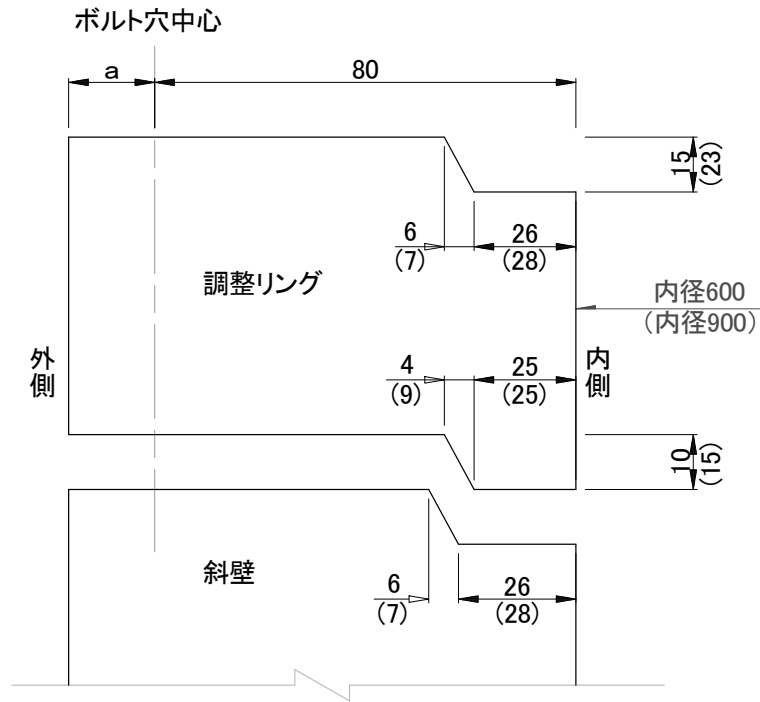 ボルト穴中心
a
80
15
(23)
6
(7)
26
(28)
調整リング
内径600
(内径900)
外側
内側
4
(9)
25
(25)
10
(15)
斜壁
6
(7)
26
(28)